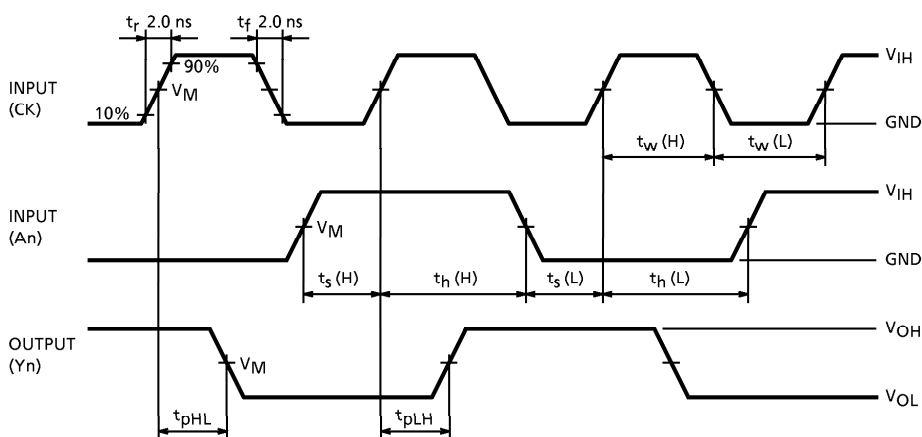 tr 2.0 ns tf 2.0 ns
VIH
90%
INPUT
(CK)
VM
10%
GND
tw (H) tw (L)
VIH
INPUT
(An)
VM
GND
ts (H) th (H) ts (L) th (L)
VOH
OUTPUT
(Yn)
VM
VOL
tpHL tpLH